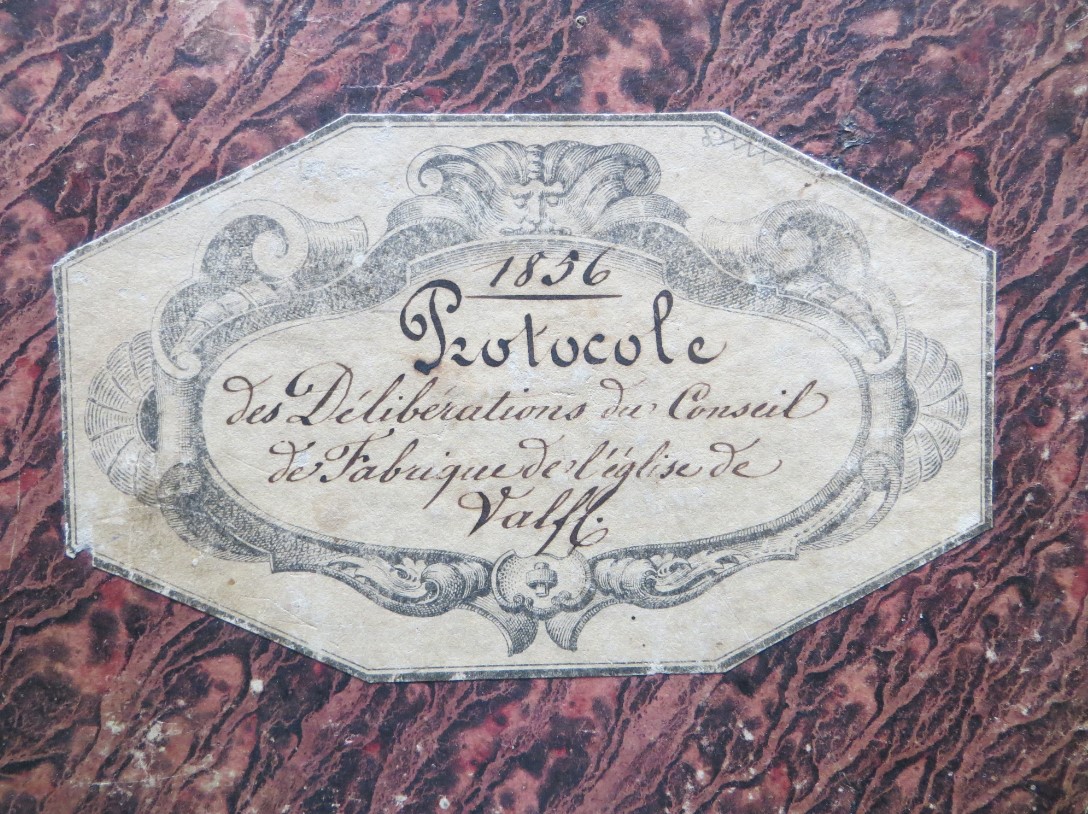 1856
Protocole
des Délibérations du Conseil
de Fabrique de l'église de
Valff.